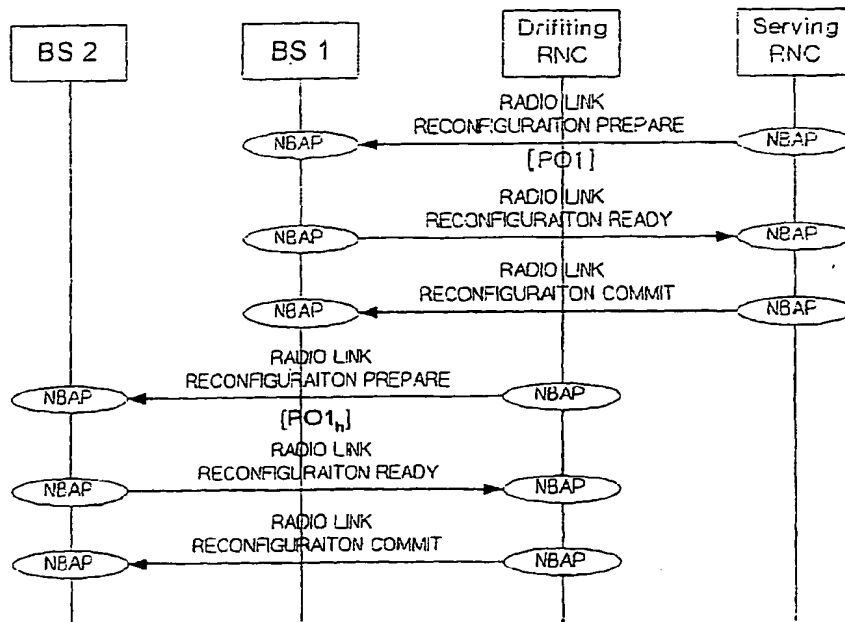 BS 2
BS 1
Drifiting
RNC
Serving
RNC
RADIO LINK
RECONFIGURAITON PREPARE
NBAP
NBAP
[PO1]
RADIO LINK
RECONFIGURAITON READY
NBAP
NBAP
RADIO LINK
RECONFIGURAITON COMMIT
NBAP
NBAP
RADIO LINK
RECONFIGURAITON PREPARE
NBAP
NBAP
[PO1h]
RADIO LINK
RECONFIGURAITON READY
NBAP
NBAP
RADIO LINK
RECONFIGURAITON COMMIT
NBAP
NBAP